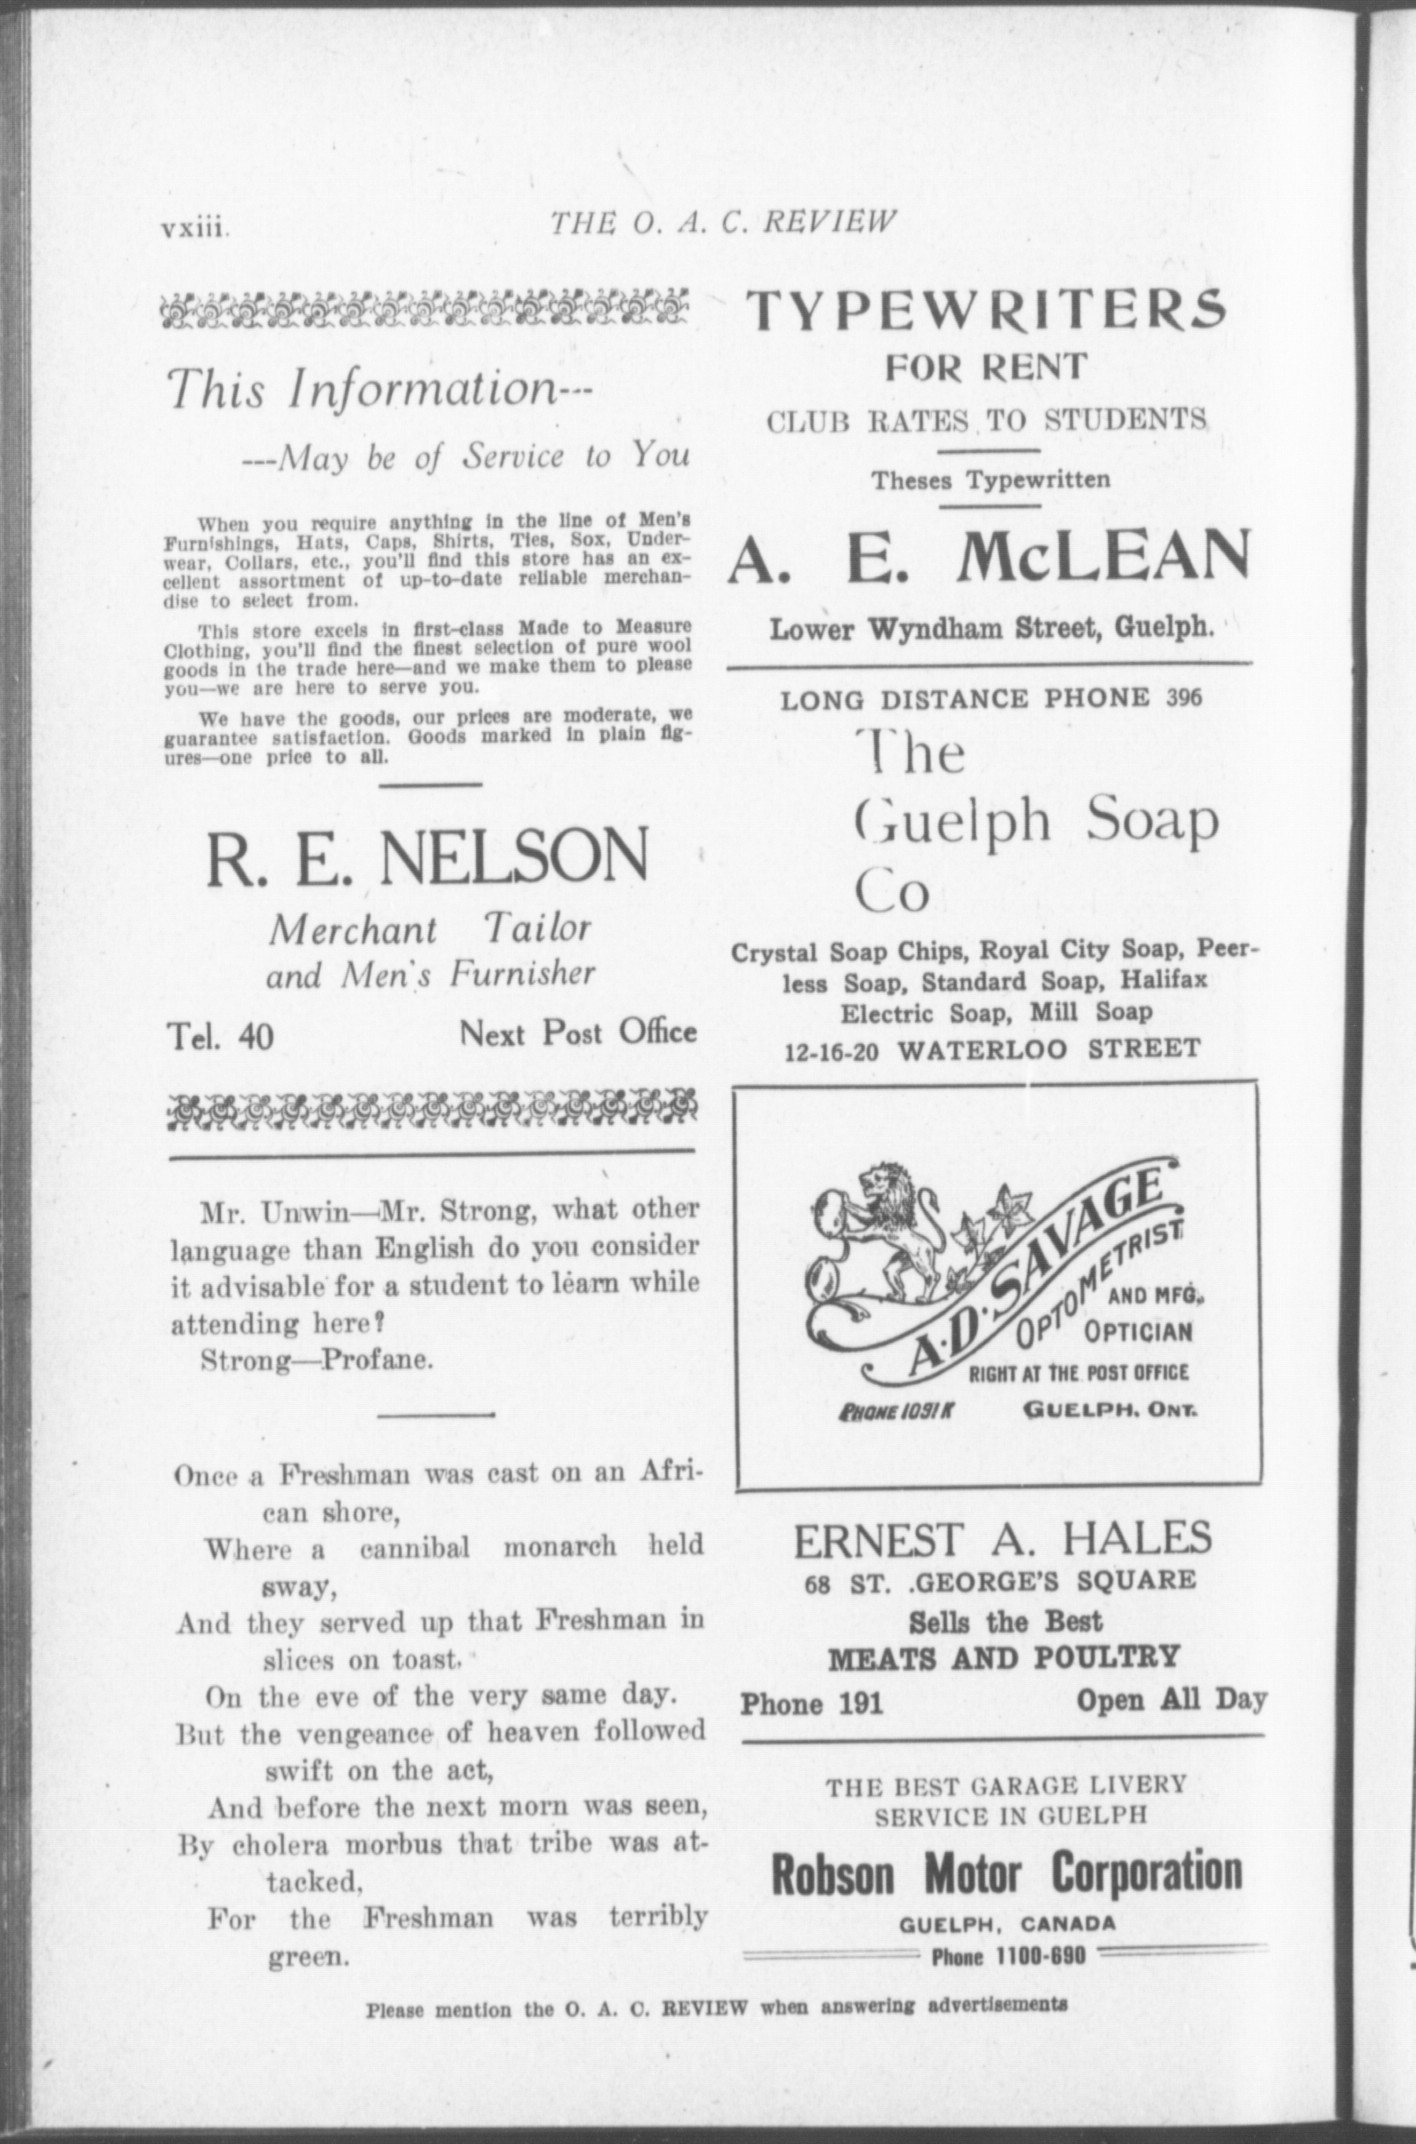 vxiii.
THE O. A. C. REVIEW
This Information---
---May be of Service to You
When you require anything in the line of Men's
Furnishings, Hats, Caps, Shirts, Ties, Sox, Under-
wear, Collars, etc., you'll find this store has an ex-
cellent assortment of up-to-date reliable merchan-
dise to select from.
This store excels in first-class Made to Measure
Clothing, you'll find the finest selection of pure wool
goods in the trade here—and we make them to please
you—we are here to serve you.
We have the goods, our prices are moderate, we
guarantee satisfaction. Goods marked in plain fig-
ures—one price to all.
R. E. NELSON
Merchant Tailor
and Men's Furnisher
Tel. 40 Next Post Office
Mr. Unwin—Mr. Strong, what other
language than English do you consider
it advisable for a student to learn while
attending here?
Strong—Profane.
Once a Freshman was cast on an Afri-
can shore,
Where a cannibal monarch held
sway,
And they served up that Freshman in
slices on toast.
On the eve of the very same day.
But the vengeance of heaven followed
swift on the act,
And before the next morn was seen,
By cholera morbus that tribe was at-
tacked,
For the Freshman was terribly
green.
TYPEWRITERS
FOR RENT
CLUB RATES TO STUDENTS
Theses Typewritten
A. E. McLEAN
Lower Wyndham Street, Guelph.
LONG DISTANCE PHONE 396
The
Guelph Soap
Co
Crystal Soap Chips, Royal City Soap, Peer-
less Soap, Standard Soap, Halifax
Electric Soap, Mill Soap
12-16-20 WATERLOO STREET
A. D. SAVAGE
OPTOMETRIST
AND MFG.
OPTICIAN
RIGHT AT THE POST OFFICE
PHONE 1091 K GUELPH, ONT.
ERNEST A. HALES
68 ST. .GEORGE'S SQUARE
Sells the Best
MEATS AND POULTRY
Phone 191 Open All Day
THE BEST GARAGE LIVERY
SERVICE IN GUELPH
Robson Motor Corporation
GUELPH, CANADA
Phone 1100-690
Please mention the O. A. C. REVIEW when answering advertisements